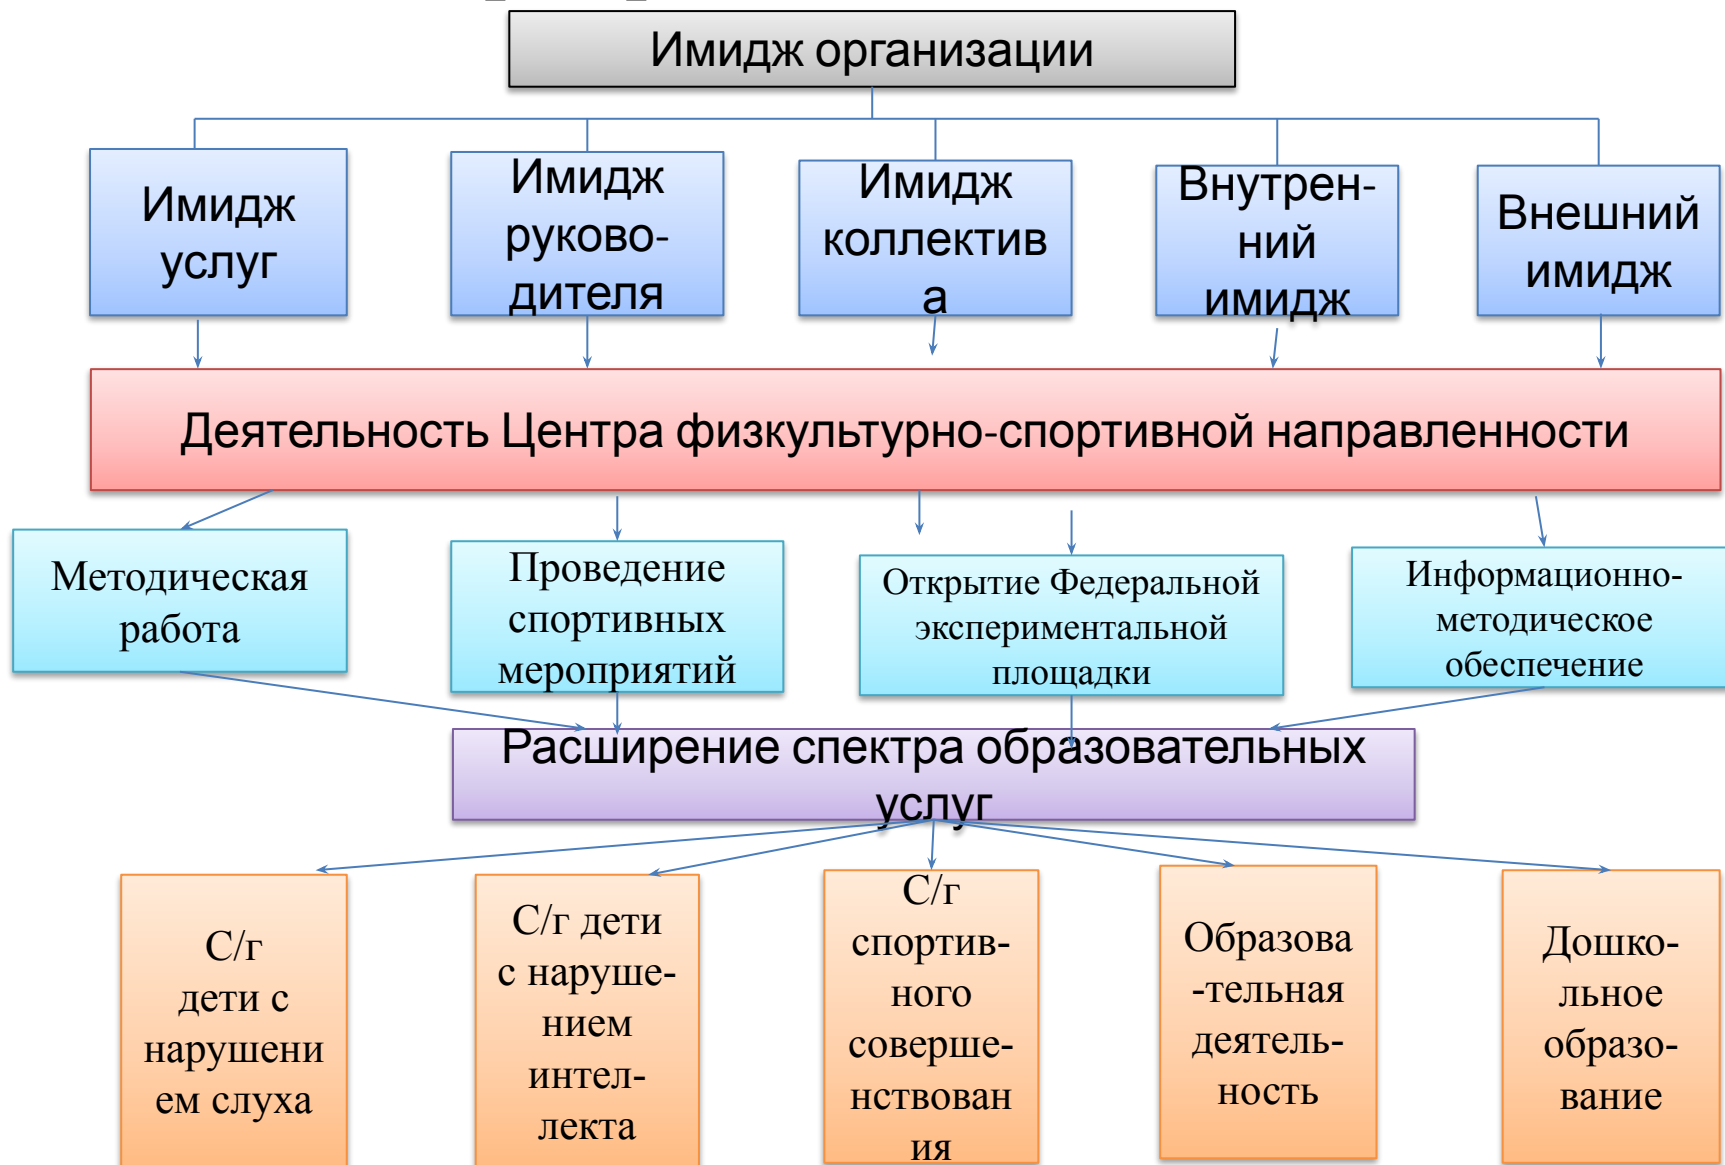 Имидж организации
Имидж
услуг
Имидж
руково-
дителя
Имидж
коллектив
а
Внутрен-
ний
имидж
Внешний
имидж
Деятельность Центра физкультурно-спортивной направленности
Методическая
работа
Проведение
спортивных
мероприятий
Открытие Федеральной
экспериментальной
площадки
Информационно-
методическое
обеспечение
Расширение спектра образовательных
услуг
С/г
дети с
нарушени
ем слуха
С/г дети
с наруше-
нием
интел-
лекта
С/г
спортив-
ного
соверше-
нствован
ия
Образова
-тельная
деятель-
ность
Дошко-
льное
образо-
вание